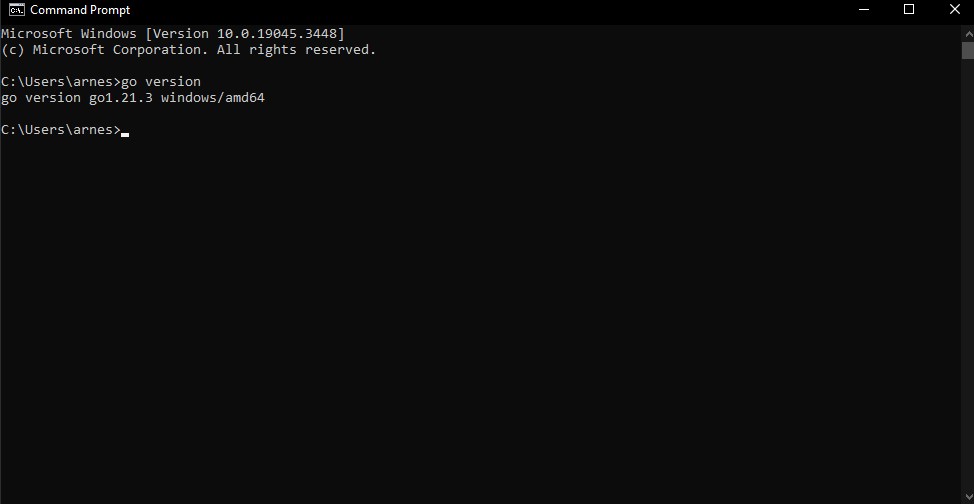 Command Prompt
Microsoft Windows [Version 10.0.19045.3448]
(c) Microsoft Corporation. All rights reserved.
C:\Users\arnes>go version
go version go1.21.3 windows/amd64
C:\Users\arnes>